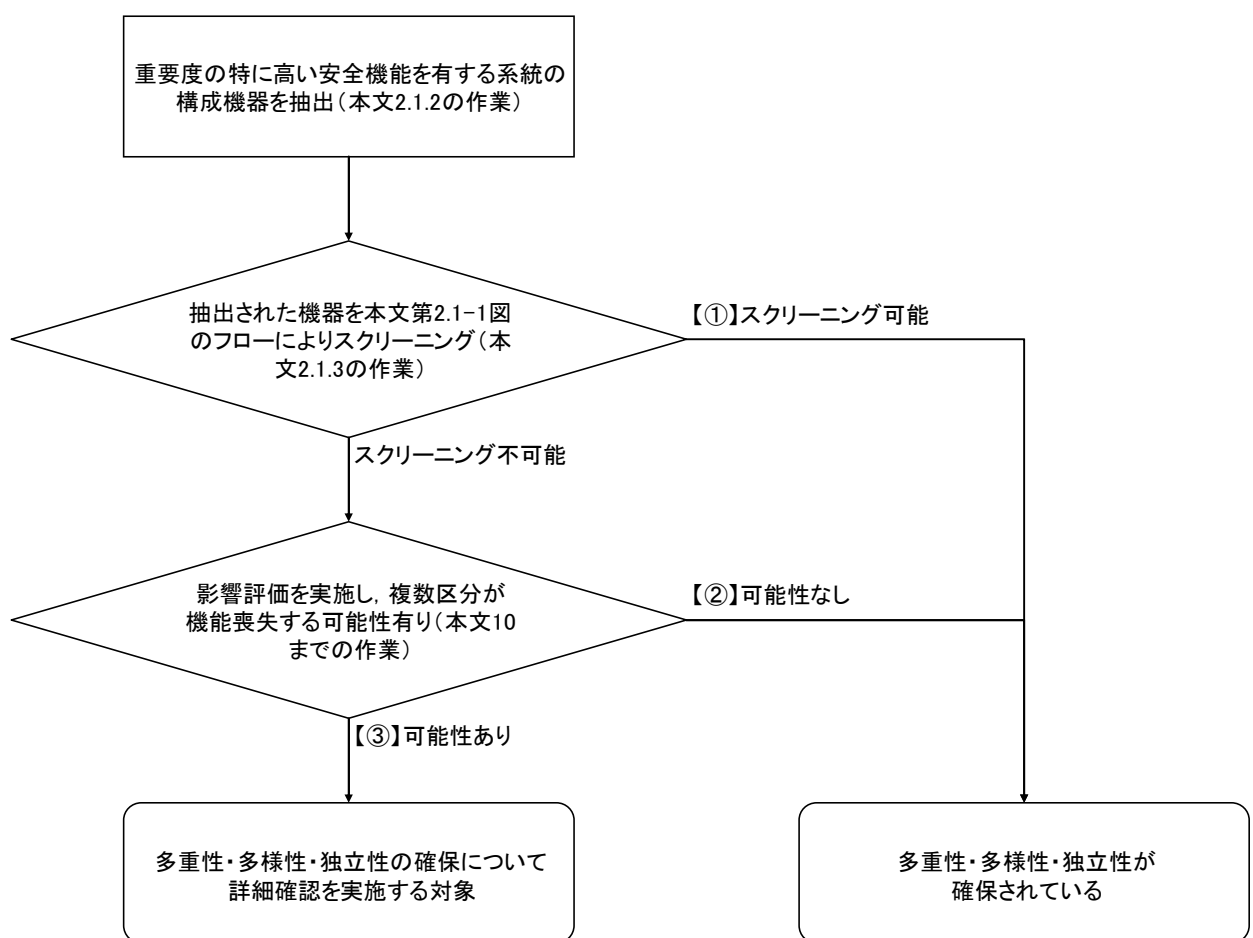 重要度の特に高い安全機能を有する系統の
構成機器を抽出（本文2.1.2の作業）
抽出された機器を本文第2.1-1図
のフローによりスクリーニング（本
文2.1.3の作業）
【①】スクリーニング可能
スクリーニング不可能
影響評価を実施し，複数区分が
機能喪失する可能性有り（本文10
までの作業）
【②】可能性なし
【③】可能性あり
多重性・多様性・独立性の確保について
詳細確認を実施する対象
多重性・多様性・独立性が
確保されている